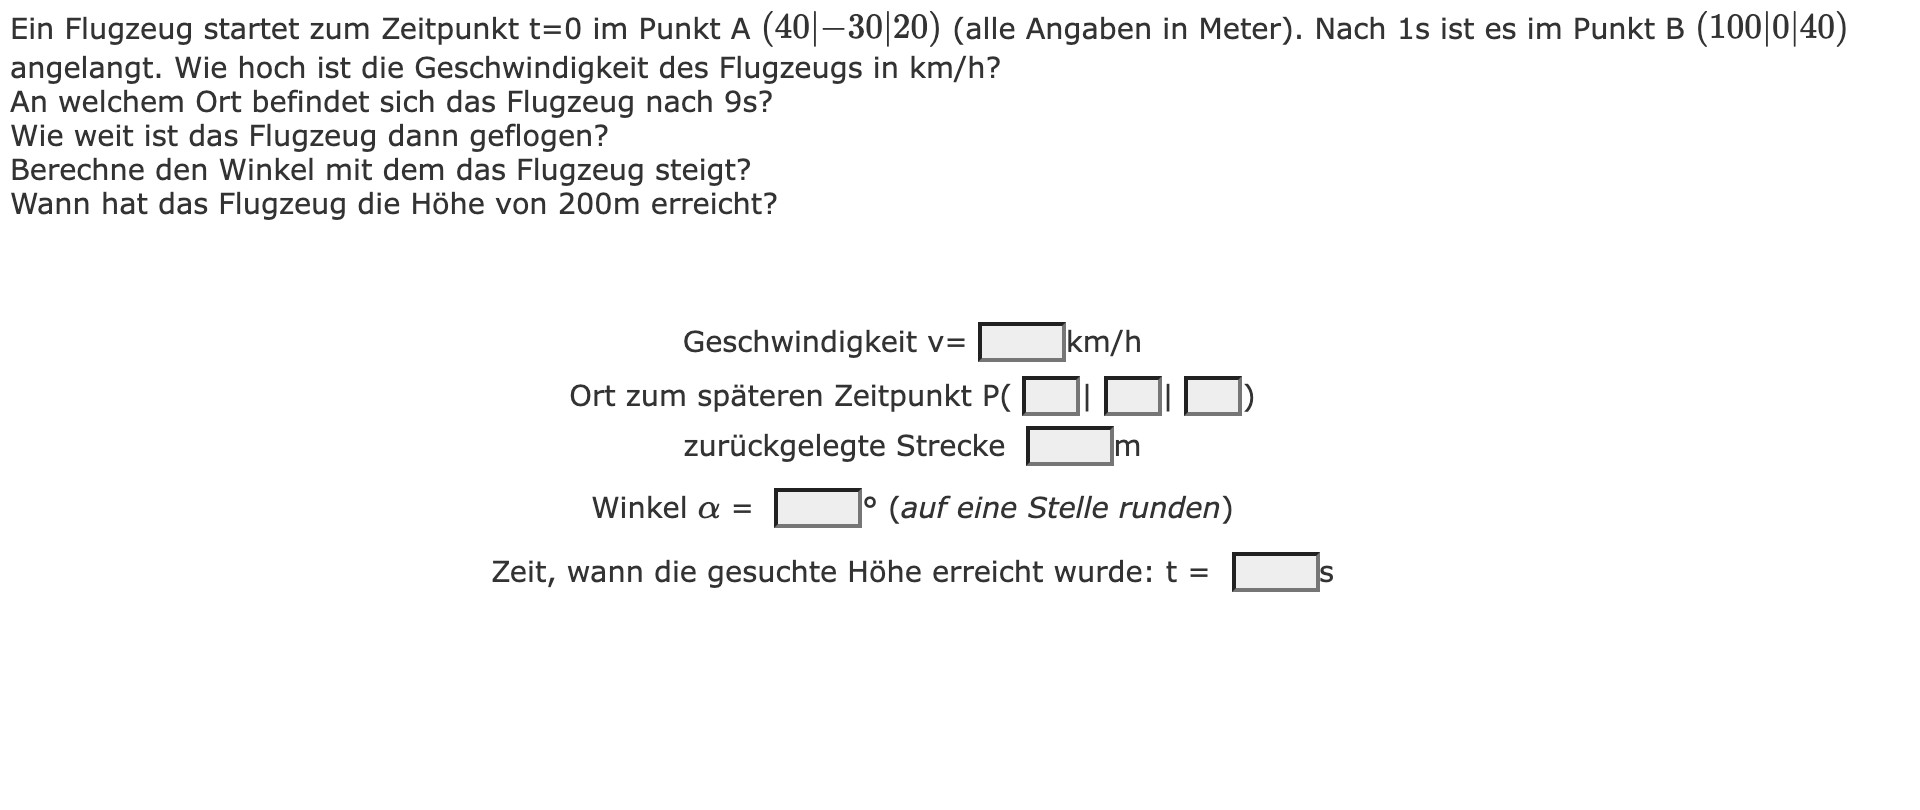 Ein Flugzeug startet zum Zeitpunkt t=0 im Punkt A (40|−30|20) (alle Angaben in Meter). Nach 1s ist es im Punkt B (100|0|40)
angelangt. Wie hoch ist die Geschwindigkeit des Flugzeugs in km/h?
An welchem Ort befindet sich das Flugzeug nach 9s?
Wie weit ist das Flugzeug dann geflogen?
Berechne den Winkel mit dem das Flugzeug steigt?
Wann hat das Flugzeug die Höhe von 200m erreicht?
Geschwindigkeit v= km/h
Ort zum späteren Zeitpunkt P( | | )
zurückgelegte Strecke m
Winkel α = ° (auf eine Stelle runden)
Zeit, wann die gesuchte Höhe erreicht wurde: t = s